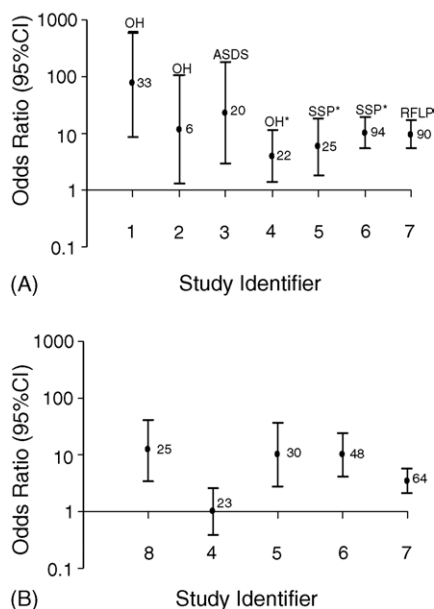 Odds Ratio (95%CI)
1000
100
10
1
0.1
OH
OH
ASDS
OH*
SSP*
SSP*
RFLP*
33
6
20
22
25
94
90
1 2 3 4 5 6 7
(A) Study Identifier
Odds Ratio (95%CI)
1000
100
10
1
0.1
25
23
30
48
64
8 4 5 6 7
(B) Study Identifier